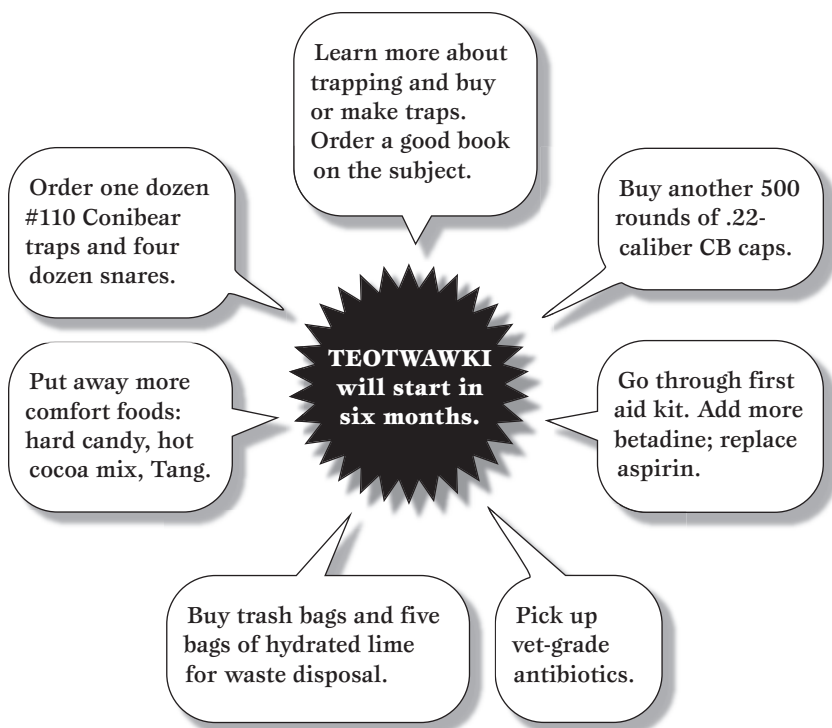 Learn more about
trapping and buy
or make traps.
Order a good book
on the subject.
Order one dozen
#110 Conibear
traps and four
dozen snares.
Buy another 500
rounds of .22-
caliber CB caps.
TEOTWAWKI
will start in
six months.
Put away more
comfort foods:
hard candy, hot
cocoa mix, Tang.
Go through first
aid kit. Add more
betadine; replace
aspirin.
Buy trash bags and five
bags of hydrated lime
for waste disposal.
Pick up
vet-grade
antibiotics.